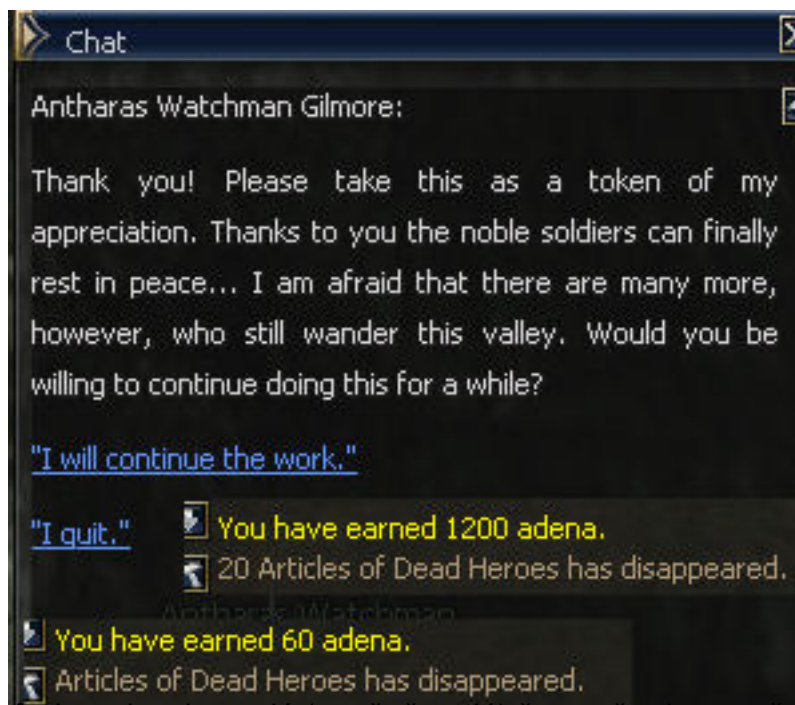 Chat
Antharas Watchman Gilmore:
Thank you! Please take this as a token of my
appreciation. Thanks to you the noble soldiers can finally
rest in peace... I am afraid that there are many more,
however, who still wander this valley. Would you be
willing to continue doing this for a while?
"I will continue the work."
"I quit."
You have earned 1200 adena.
20 Articles of Dead Heroes has disappeared.
Antharas Watchman
You have earned 60 adena.
Articles of Dead Heroes has disappeared.